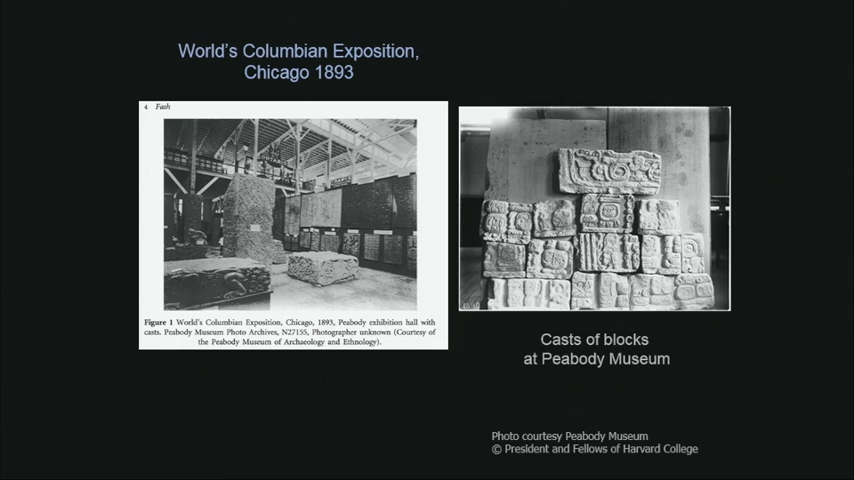 World's Columbian Exposition,
Chicago 1893
4 Fash
Figure 1 World's Columbian Exposition, Chicago, 1893, Peabody exhibition hall with
casts. Peabody Museum Photo Archives, N27155, Photographer unknown (Courtesy of
the Peabody Museum of Archaeology and Ethnology).
Casts of blocks
at Peabody Museum
Photo courtesy Peabody Museum
© President and Fellows of Harvard College